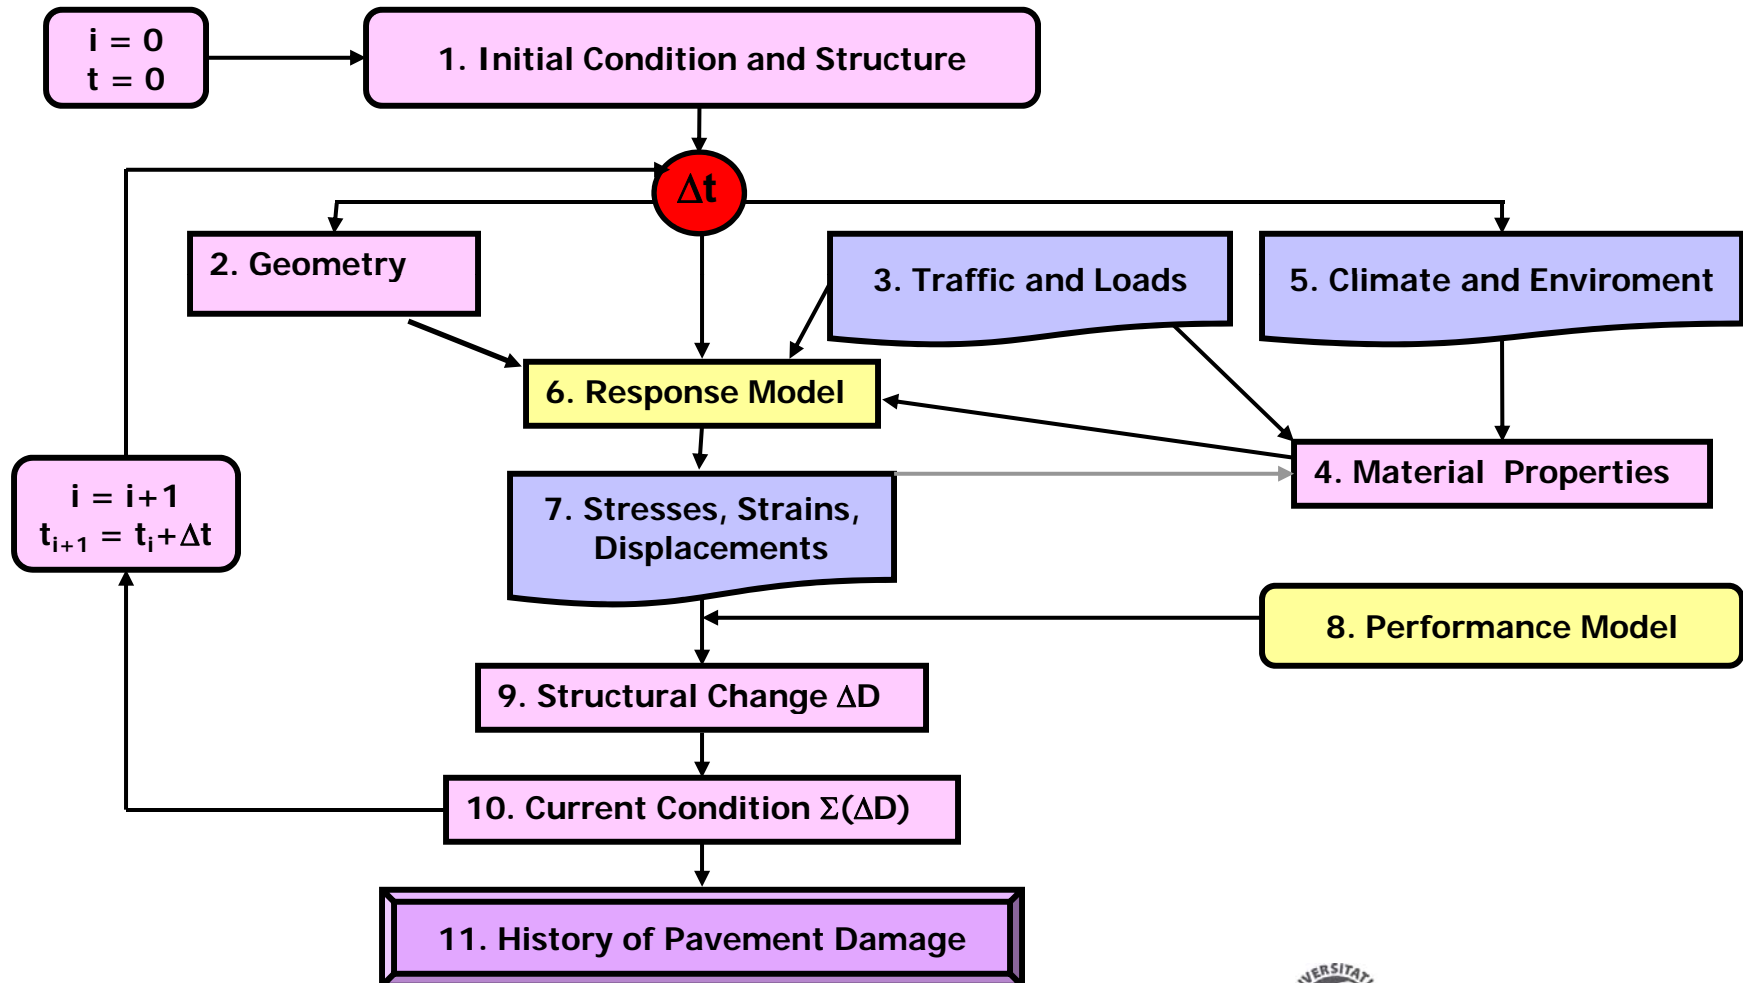 i = 0
t = 0
1. Initial Condition and Structure
Δt
2. Geometry
3. Traffic and Loads
5. Climate and Enviroment
6. Response Model
4. Material Properties
i = i+1
tᵢ₊₁ = tᵢ+Δt
7. Stresses, Strains,
Displacements
8. Performance Model
9. Structural Change ΔD
10. Current Condition Σ(ΔD)
11. History of Pavement Damage